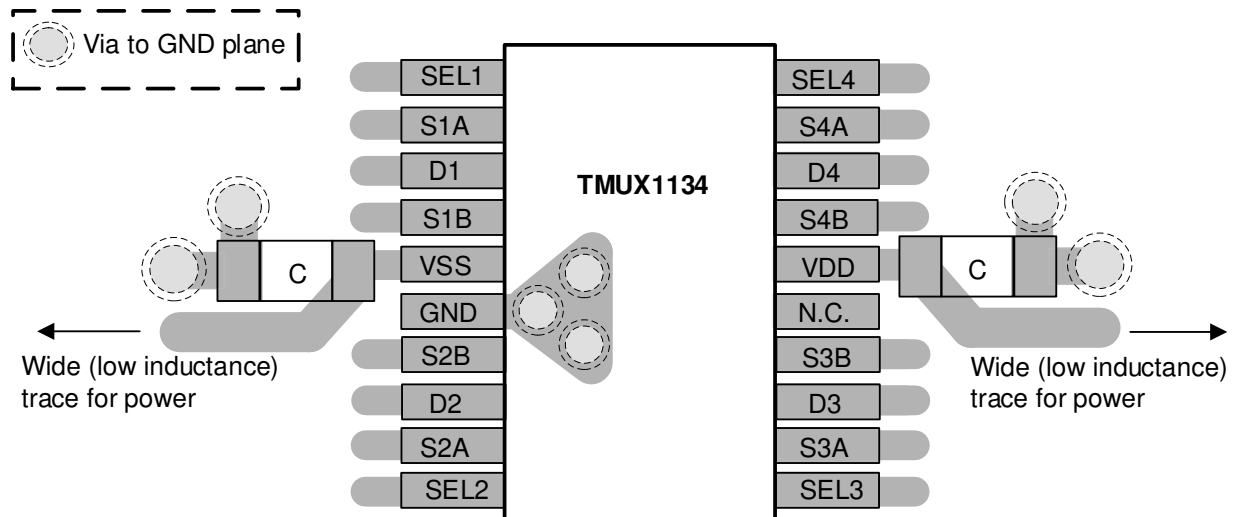 Via to GND plane
TMUX1134
SEL1
S1A
D1
S1B
VSS
GND
S2B
D2
S2A
SEL2
SEL4
S4A
D4
S4B
VDD
N.C.
S3B
D3
S3A
SEL3
C
C
Wide (low inductance)
trace for power
Wide (low inductance)
trace for power